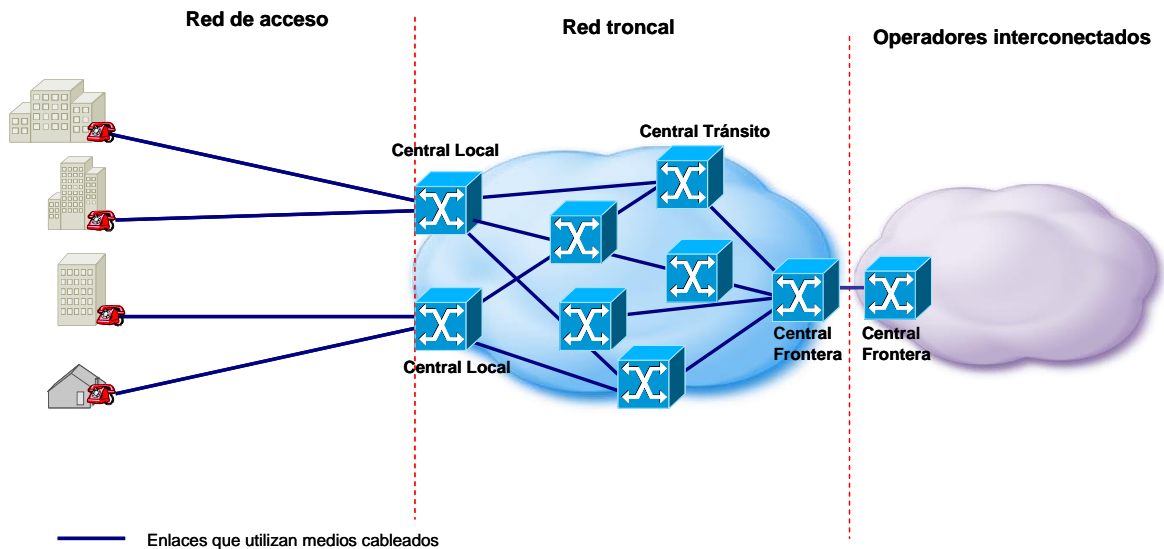 Red de acceso
Red troncal
Operadores interconectados
Central Tránsito
Central Local
Central Local
Central
Frontera
Central
Frontera
Enlaces que utilizan medios cableados